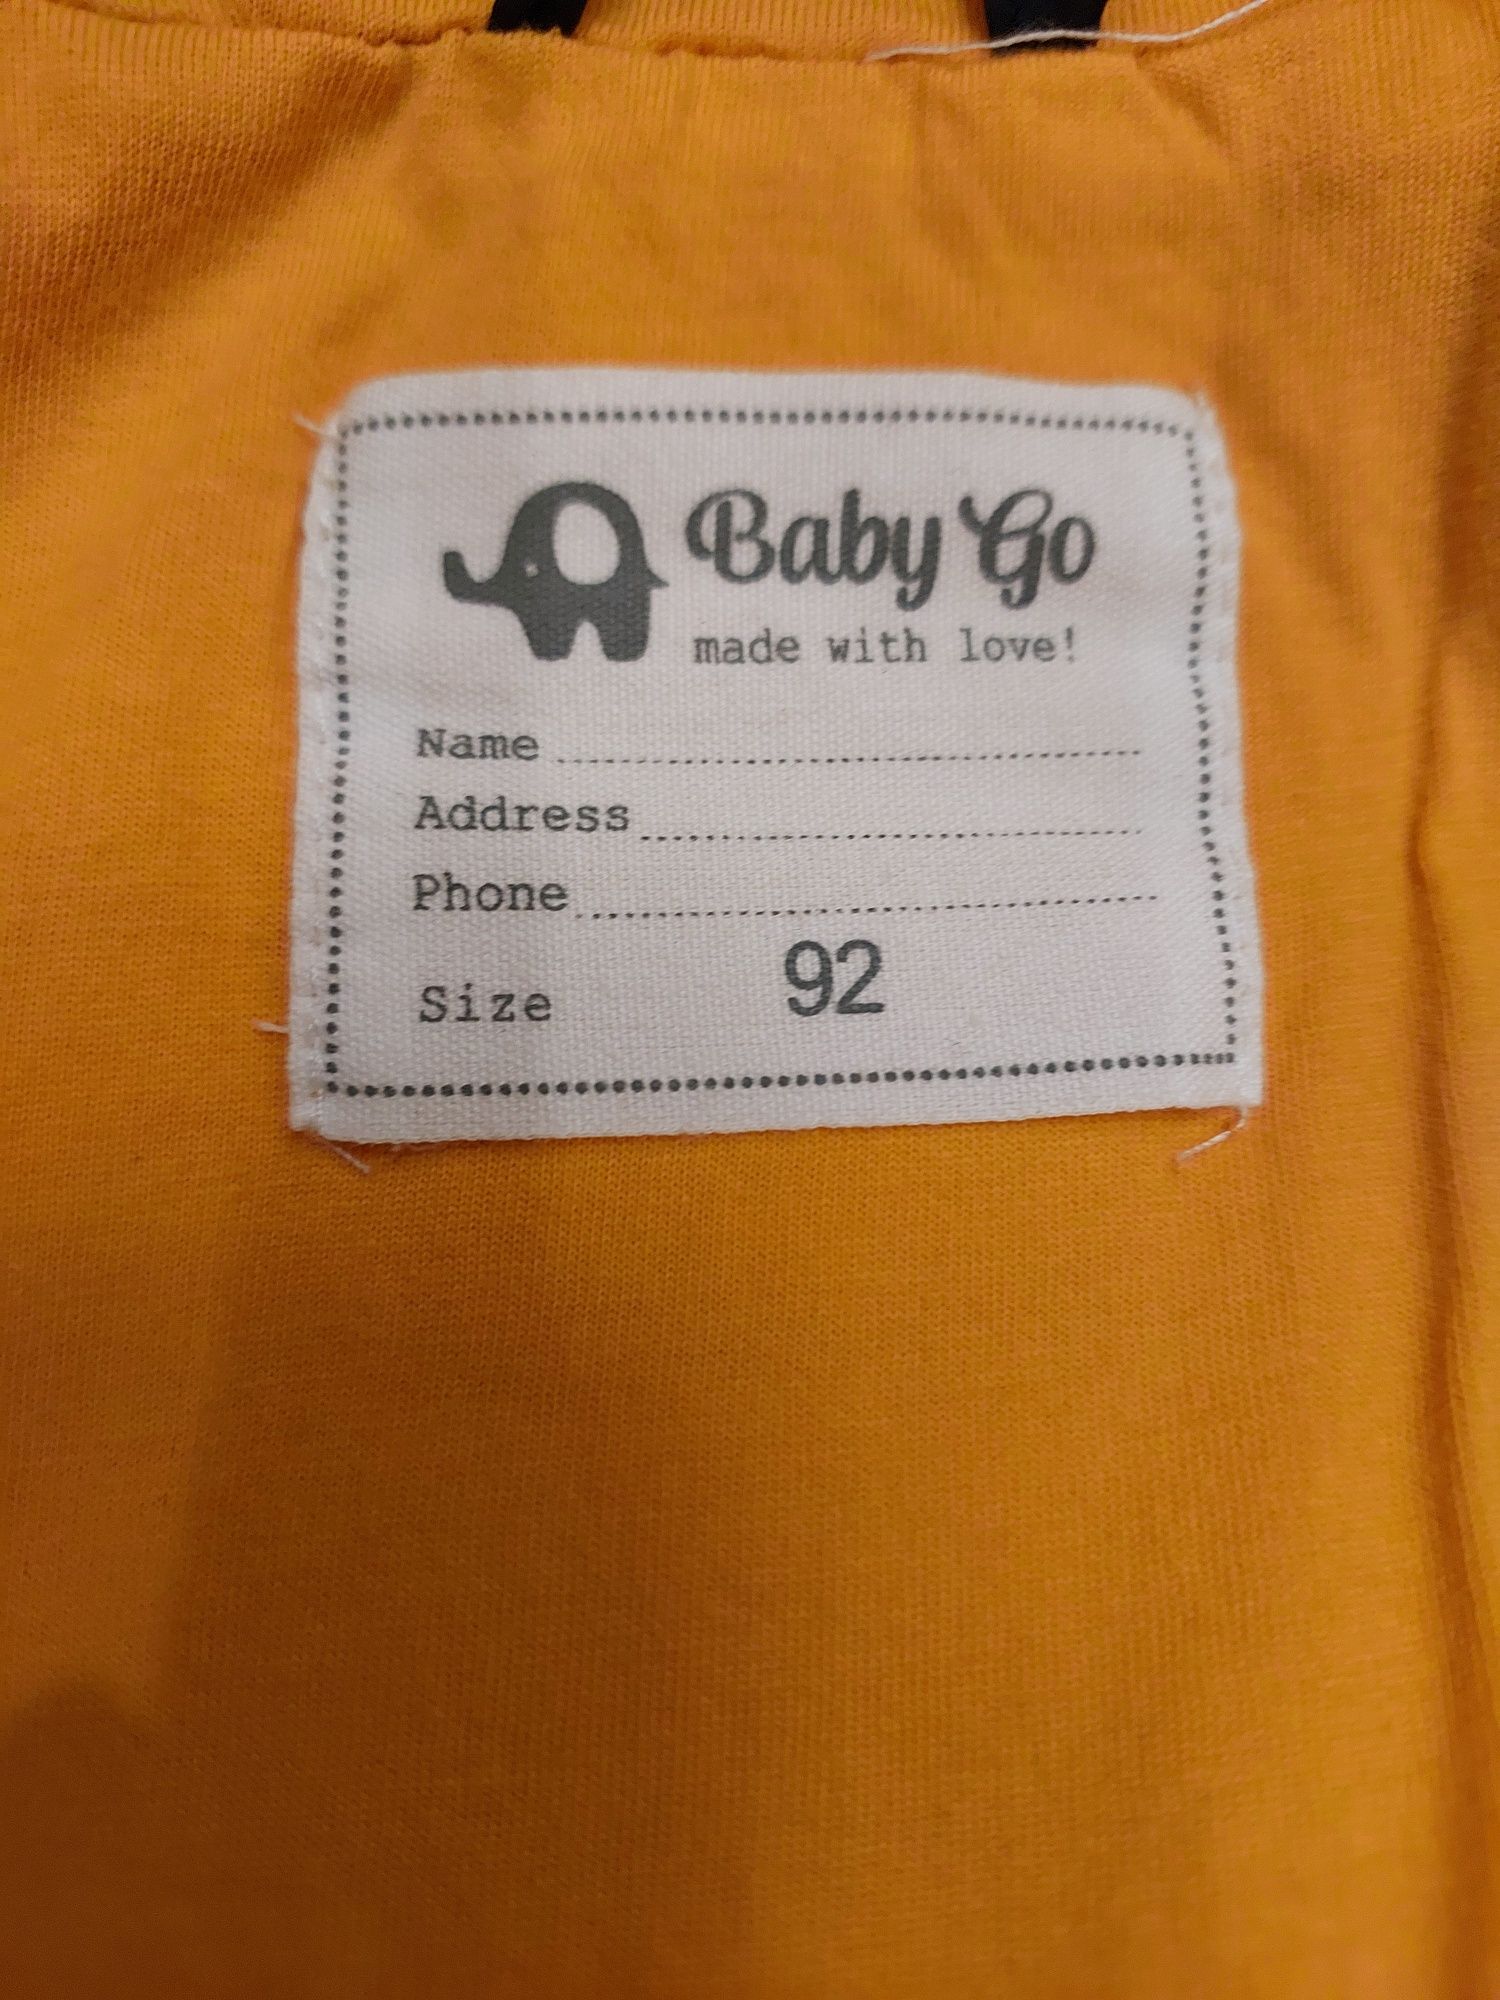 Baby Go
made with love!
Name
Address
Phone
Size 92